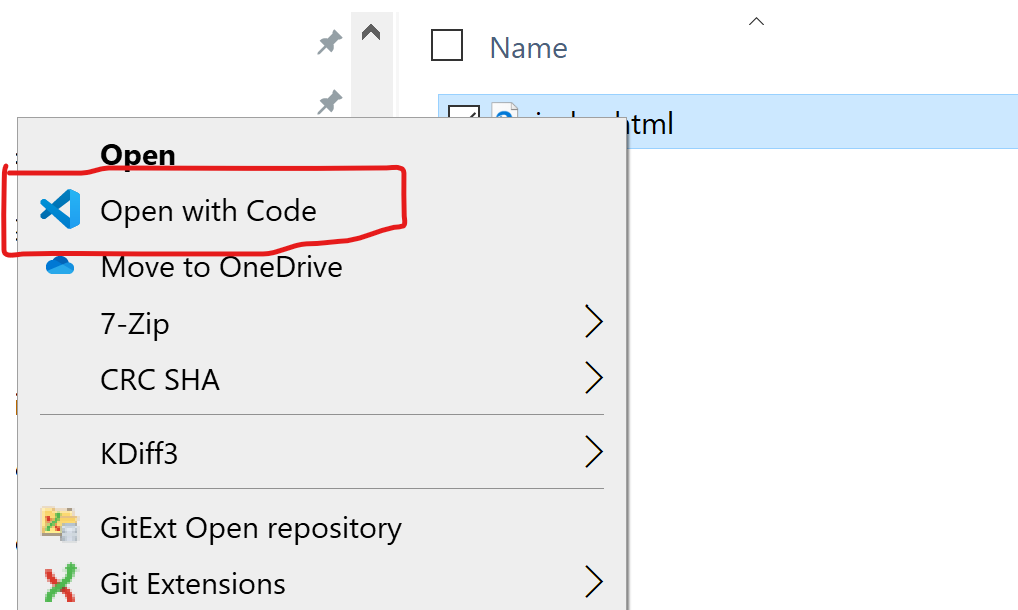 Name
html
Open
Open with Code
Move to OneDrive
7-Zip
CRC SHA
KDiff3
GitExt Open repository
Git Extensions